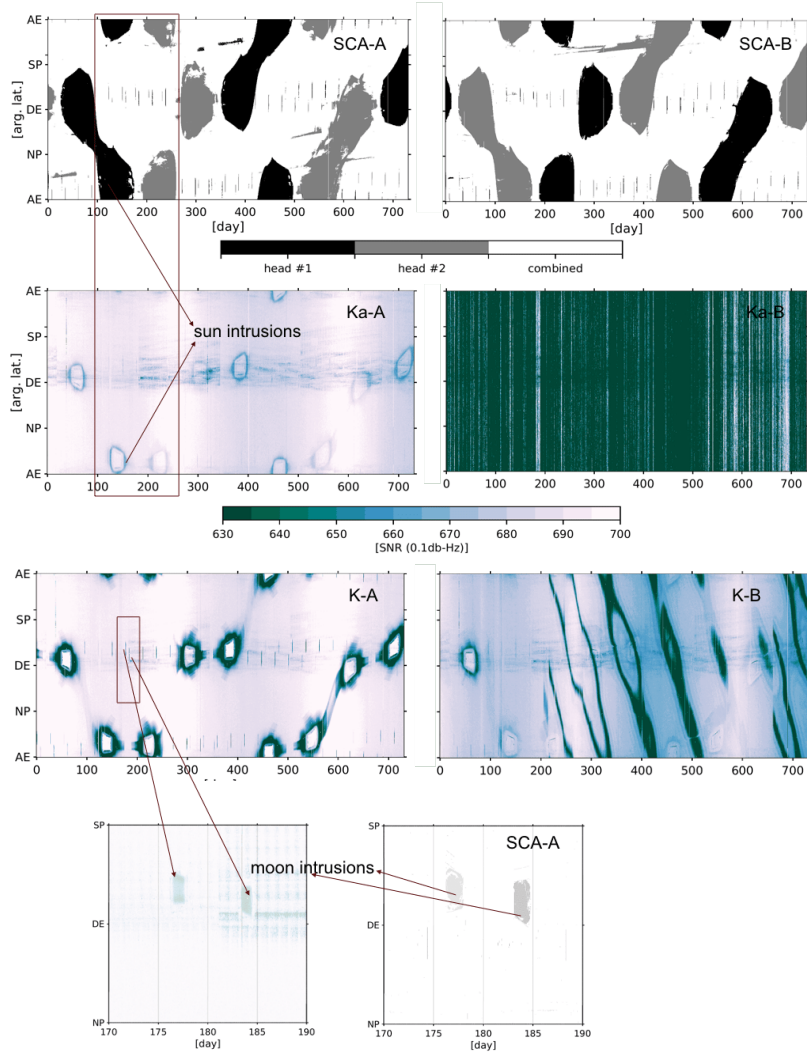 AE
SP
DE
NP
AE
[arg. lat.]
SCA-A
0 100 200 300 400 500 600 700
[day]
SCA-B
0 100 200 300 400 500 600 700
[day]
head #1 head #2 combined
AE
SP
DE
NP
AE
[arg. lat.]
Ka-A
sun intrusions
0 100 200 300 400 500 600 700
Ka-B
0 100 200 300 400 500 600 700
630 640 650 660 670 680 690 700
[SNR (0.1db-Hz)]
AE
SP
DE
NP
AE
K-A
0 100 200 300 400 500 600 700
K-B
0 100 200 300 400 500 600 700
SP
DE
NP
170 175 180 185 190
[day]
moon intrusions
SP
DE
NP
SCA-A
170 175 180 185 190
[day]